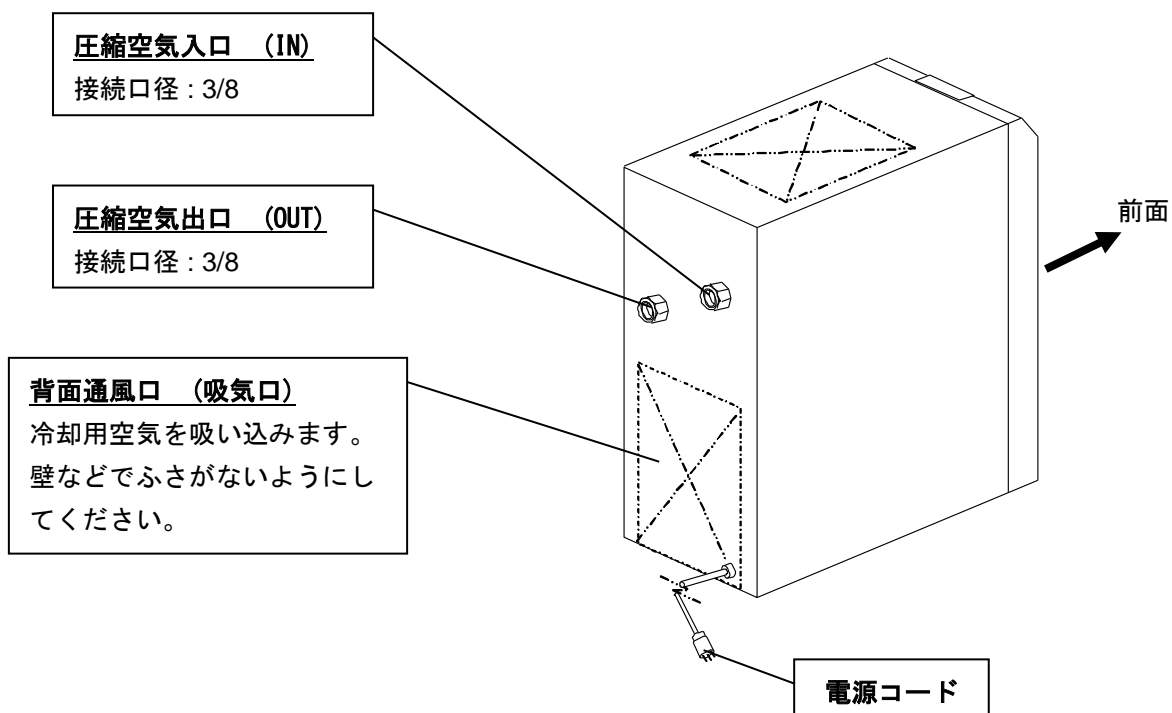 圧縮空気入口　(IN)
接続口径 : 3/8
圧縮空気出口　(OUT)
接続口径 : 3/8
前面
背面通風口　(吸気口)
冷却用空気を吸い込みます。
壁などでふさがないようにし
てください。
電源コード